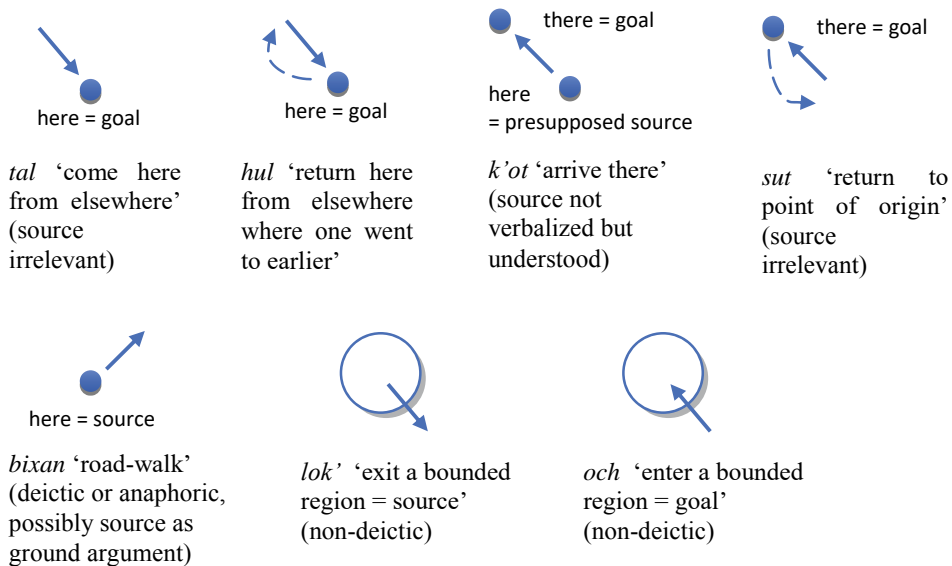 here = goal
tal ‘come here
from elsewhere’
(source
irrelevant)
here = goal
hul ‘return here
from elsewhere
where one went
to earlier’
there = goal
here
= presupposed source
k’ot ‘arrive there’
(source not
verbalized but
understood)
there = goal
sut ‘return to
point of origin’
(source
irrelevant)
here = source
bixan ‘road-walk’
(deictic or anaphoric,
possibly source as
ground argument)
lok’ ‘exit a bounded
region = source’
(non-deictic)
och ‘enter a bounded
region = goal’
(non-deictic)